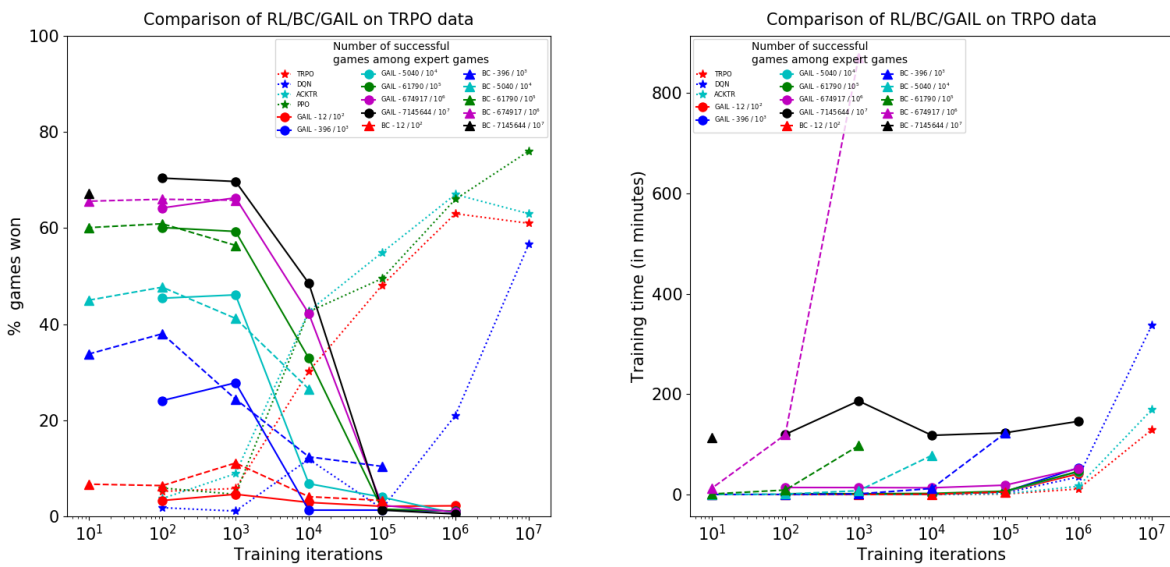 Comparison of RL/BC/GAIL on TRPO data
100
80
60
40
20
0
% games won
10¹ 10² 10³ 10⁴ 10⁵ 10⁶ 10⁷
Training iterations
Number of successful
games among expert games
TRPO
DQN
ACKTR
PPO
GAIL - 12 / 10²
GAIL - 396 / 10³
GAIL - 5040 / 10⁴
GAIL - 61790 / 10⁵
GAIL - 674917 / 10⁶
GAIL - 7145644 / 10⁷
BC - 12 / 10²
BC - 396 / 10³
BC - 5040 / 10⁴
BC - 61790 / 10⁵
BC - 674917 / 10⁶
BC - 7145644 / 10⁷
Comparison of RL/BC/GAIL on TRPO data
800
600
400
200
0
Training time (in minutes)
10¹ 10² 10³ 10⁴ 10⁵ 10⁶ 10⁷
Training iterations
Number of successful
games among expert games
TRPO
DQN
ACKTR
GAIL - 12 / 10²
GAIL - 396 / 10³
GAIL - 5040 / 10⁴
GAIL - 61790 / 10⁵
GAIL - 674917 / 10⁶
GAIL - 7145644 / 10⁷
BC - 12 / 10²
BC - 396 / 10³
BC - 5040 / 10⁴
BC - 61790 / 10⁵
BC - 674917 / 10⁶
BC - 7145644 / 10⁷